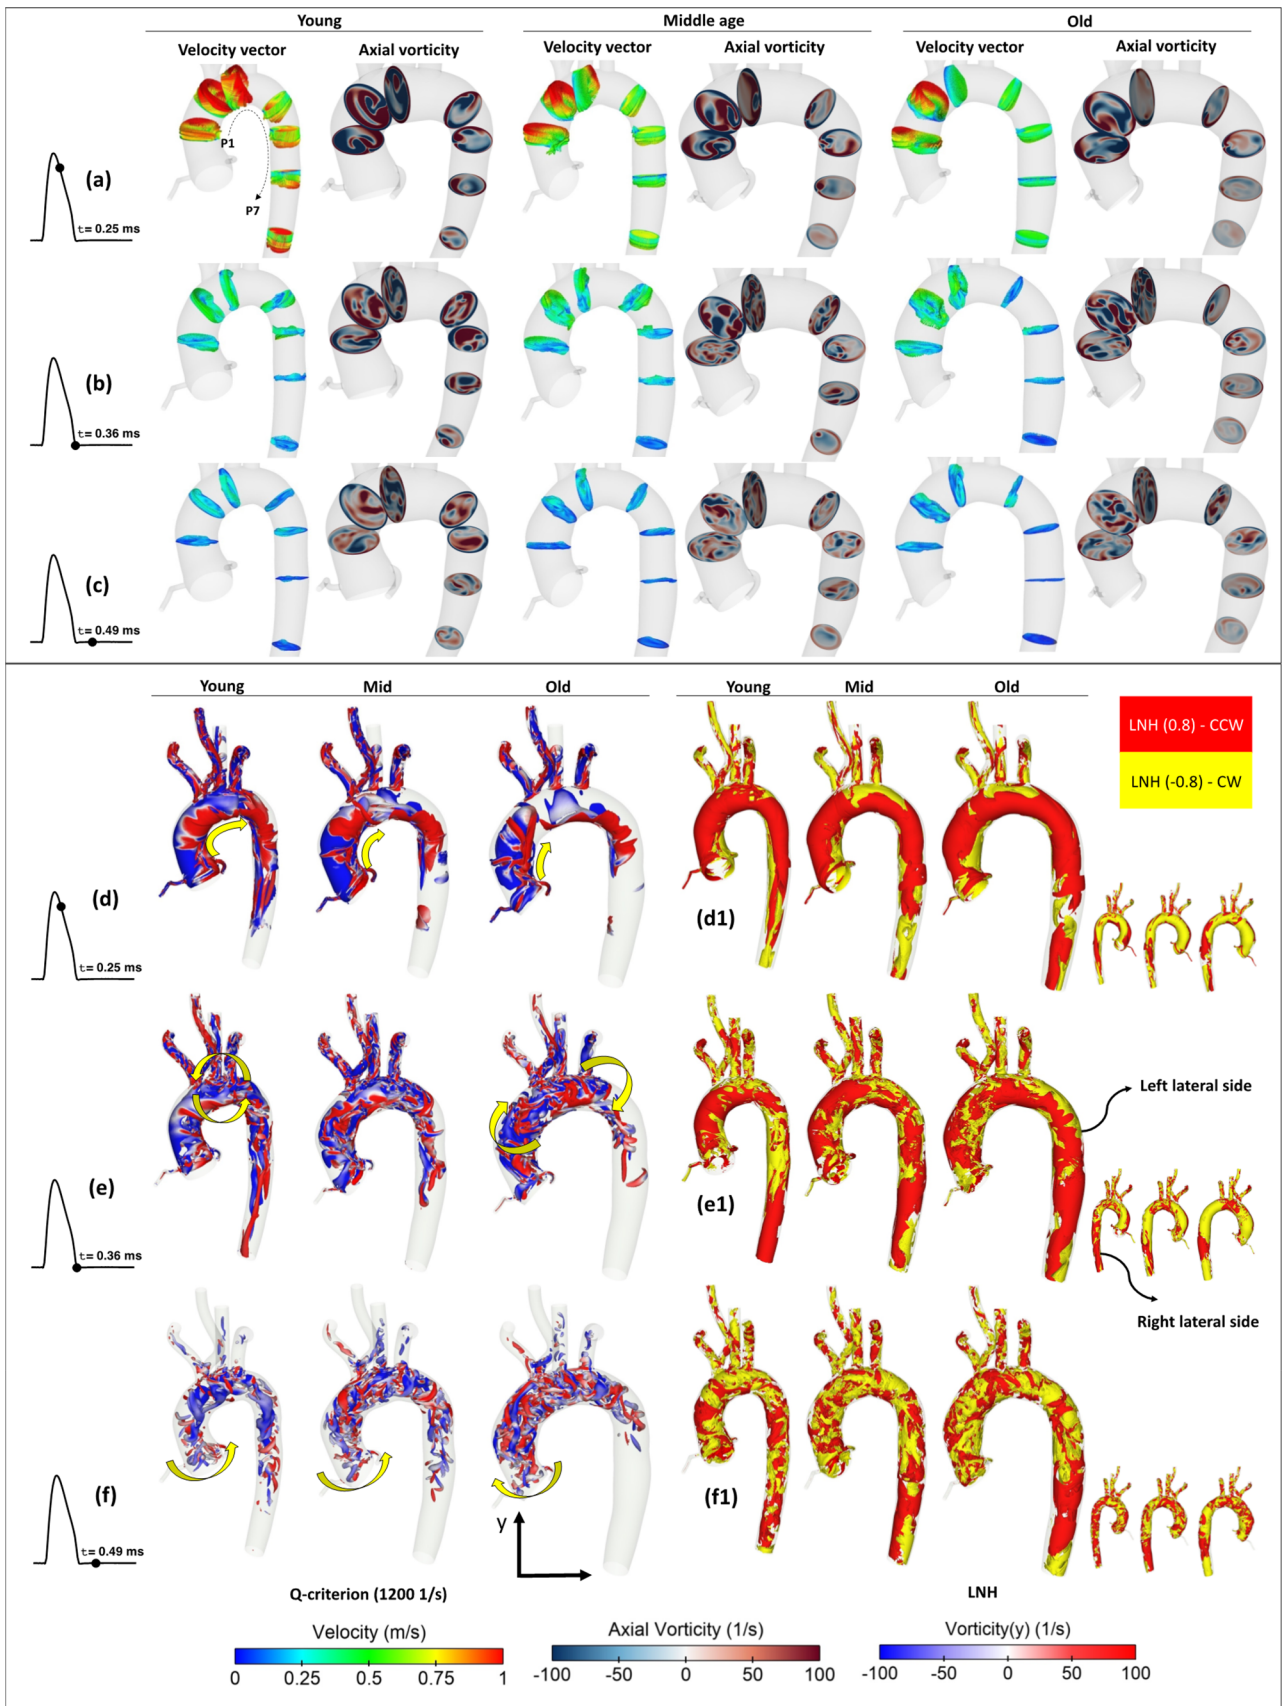 Young Middle age Old
Velocity vector Axial vorticity Velocity vector Axial vorticity Velocity vector Axial vorticity
P1
(a)
P7
t= 0.25 ms
(b)
t= 0.36 ms
(c)
t= 0.49 ms
Young Mid Old Young Mid Old
LNH (0.8) - CCW
LNH (-0.8) - CW
(d)
(d1)
t= 0.25 ms
Left lateral side
(e)
(e1)
t= 0.36 ms
Right lateral side
(f)
(f1)
y
t= 0.49 ms
Q-criterion (1200 1/s) LNH
Velocity (m/s) Axial Vorticity (1/s) Vorticity(y) (1/s)
0 0.25 0.5 0.75 1 -100 -50 0 50 100 -100 -50 0 50 100